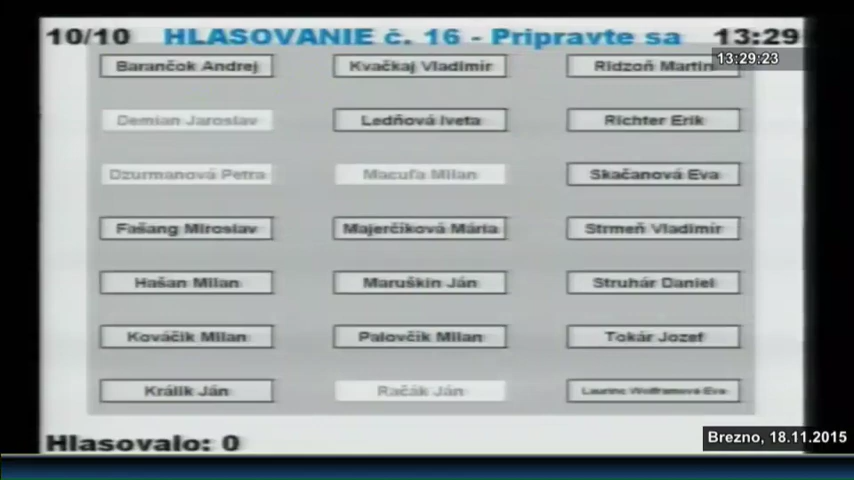 10/10 HLASOVANIE č. 16 - Pripravte sa 13:29
13:29:23
Barančok Andrej Kvačkaj Vladimír Ridzoň Martin
Demian Jaroslav Ledňová Iveta Richter Erik
Dzurmanová Petra Macuľa Milan Skačanová Eva
Fašang Miroslav Majerčíková Mária Strmeň Vladimír
Hašan Milan Maruškin Ján Struhár Daniel
Kováčik Milan Palovčík Milan Tokár Jozef
Králik Ján Račák Ján Laurinc Wolframová Eva
Hlasovalo: 0
Brezno, 18.11.2015